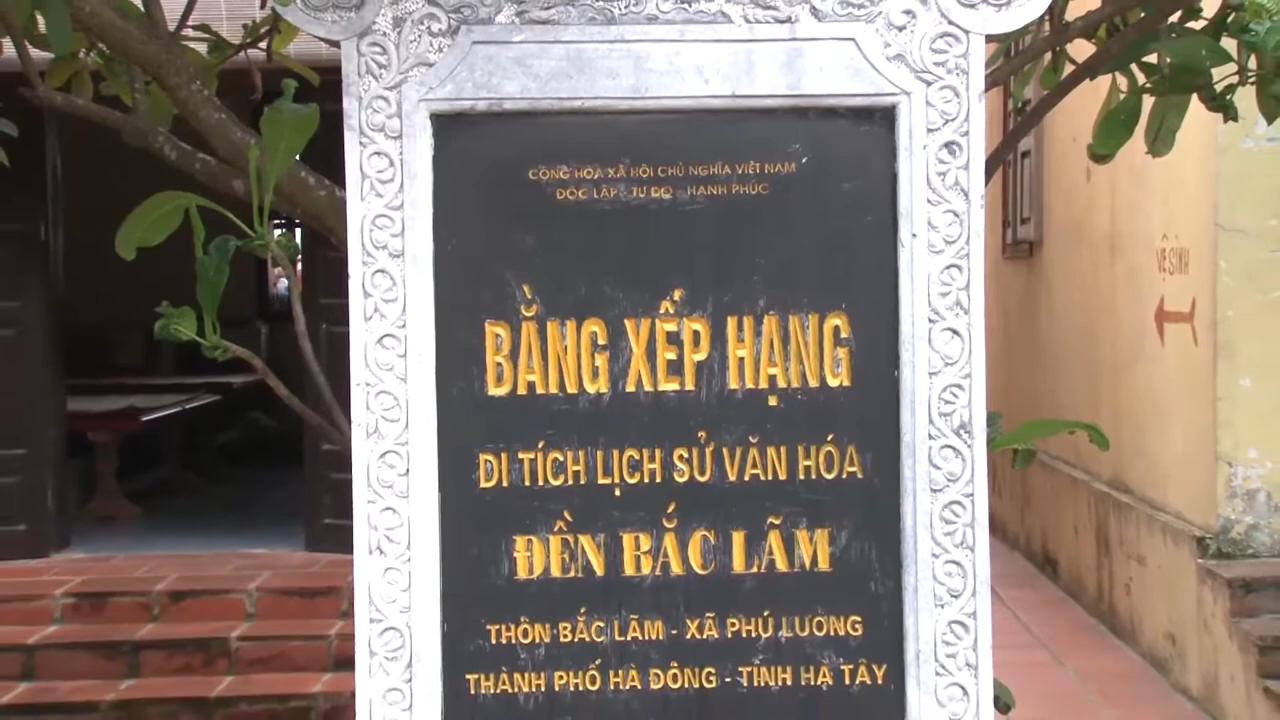 CỘNG HÒA XÃ HỘI CHỦ NGHĨA VIỆT NAM
ĐỘC LẬP - TỰ DO - HẠNH PHÚC
BẰNG XẾP HẠNG
DI TÍCH LỊCH SỬ VĂN HÓA
ĐỀN BẮC LÃM
THÔN BẮC LÃM - XÃ PHÚ LƯƠNG
THÀNH PHỐ HÀ ĐÔNG - TỈNH HÀ TÂY
VỆ SINH